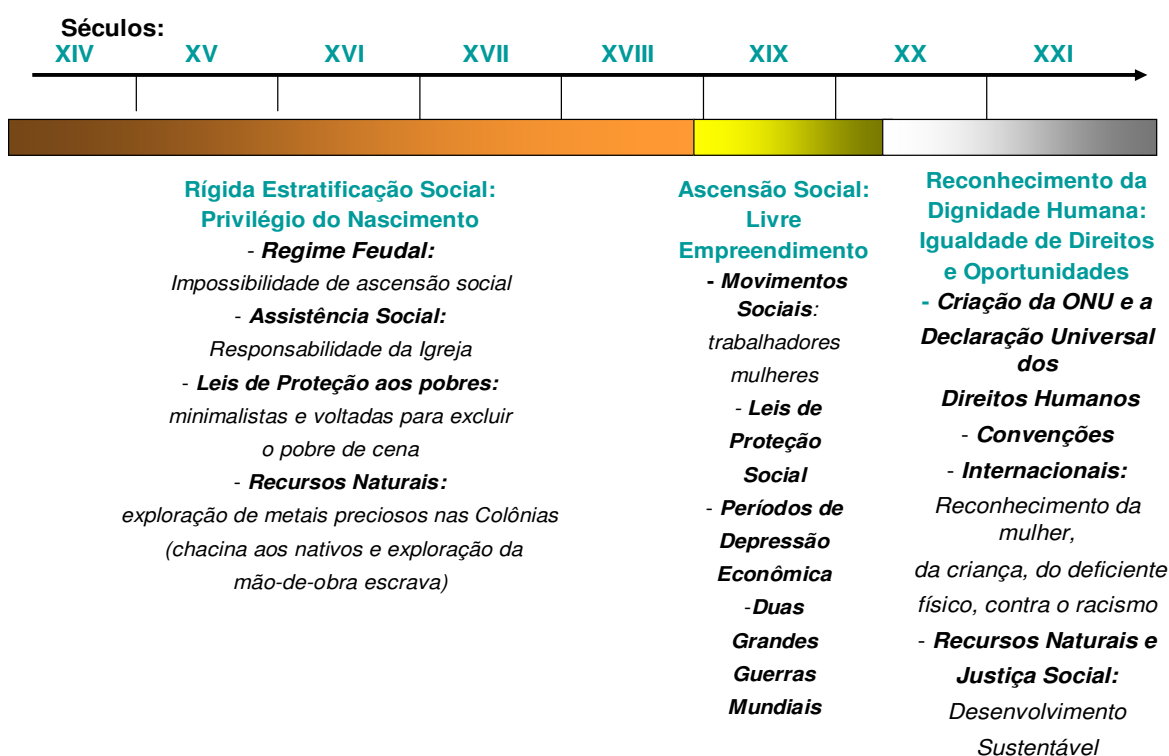 Séculos:
XIV XV XVI XVII XVIII XIX XX XXI
Rígida Estratificação Social:
Privilégio do Nascimento
- Regime Feudal:
Impossibilidade de ascensão social
- Assistência Social:
Responsabilidade da Igreja
- Leis de Proteção aos pobres:
minimalistas e voltadas para excluir
o pobre de cena
- Recursos Naturais:
exploração de metais preciosos nas Colônias
(chacina aos nativos e exploração da
mão-de-obra escrava)
Ascensão Social:
Livre
Empreendimento
- Movimentos
Sociais:
trabalhadores
mulheres
- Leis de
Proteção
Social
- Períodos de
Depressão
Econômica
-Duas
Grandes
Guerras
Mundiais
Reconhecimento da
Dignidade Humana:
Igualdade de Direitos
e Oportunidades
- Criação da ONU e a
Declaração Universal
dos
Direitos Humanos
- Convenções
- Internacionais:
Reconhecimento da
mulher,
da criança, do deficiente
físico, contra o racismo
- Recursos Naturais e
Justiça Social:
Desenvolvimento
Sustentável